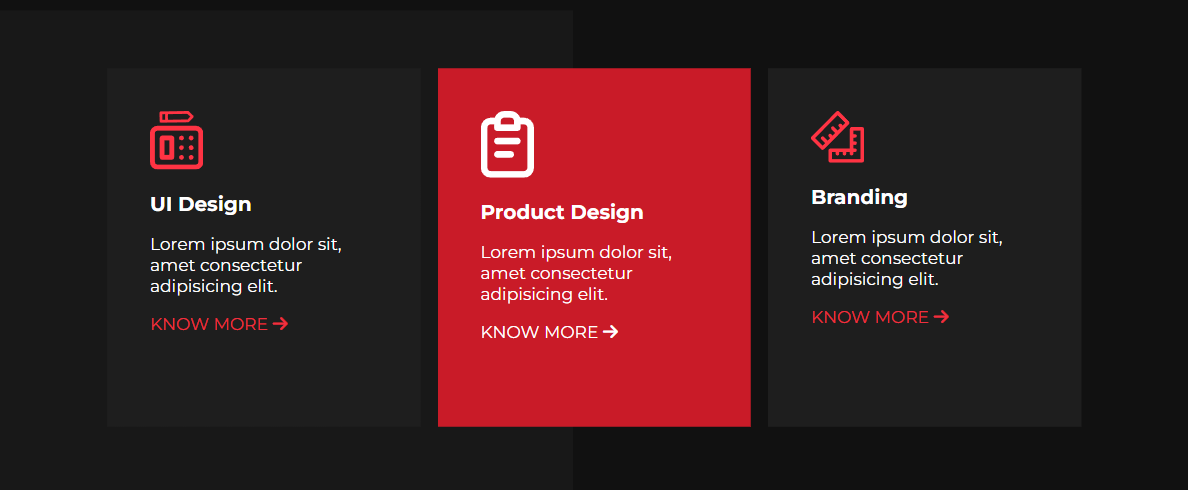 UI Design
Lorem ipsum dolor sit,
amet consectetur
adipisicing elit.
KNOW MORE →
Product Design
Lorem ipsum dolor sit,
amet consectetur
adipisicing elit.
KNOW MORE →
Branding
Lorem ipsum dolor sit,
amet consectetur
adipisicing elit.
KNOW MORE →